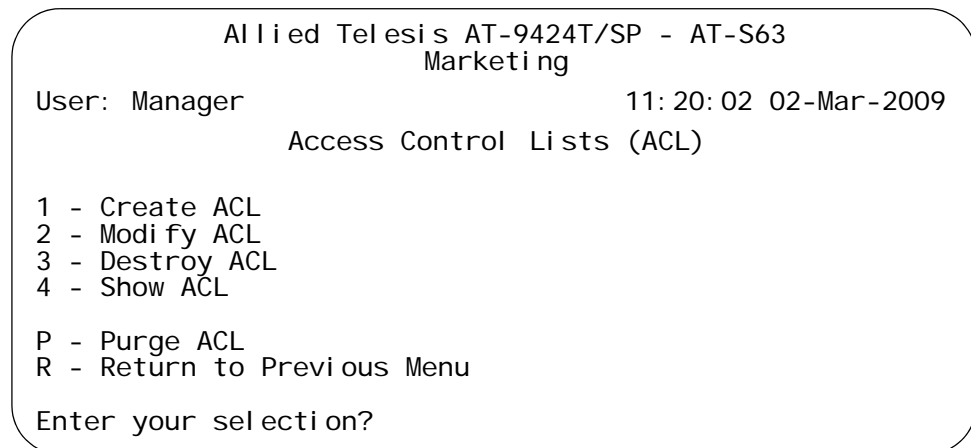 Allied Telesis AT-9424T/SP - AT-S63
Marketing
User: Manager 11:20:02 02-Mar-2009
Access Control Lists (ACL)
1 - Create ACL
2 - Modify ACL
3 - Destroy ACL
4 - Show ACL
P - Purge ACL
R - Return to Previous Menu
Enter your selection?